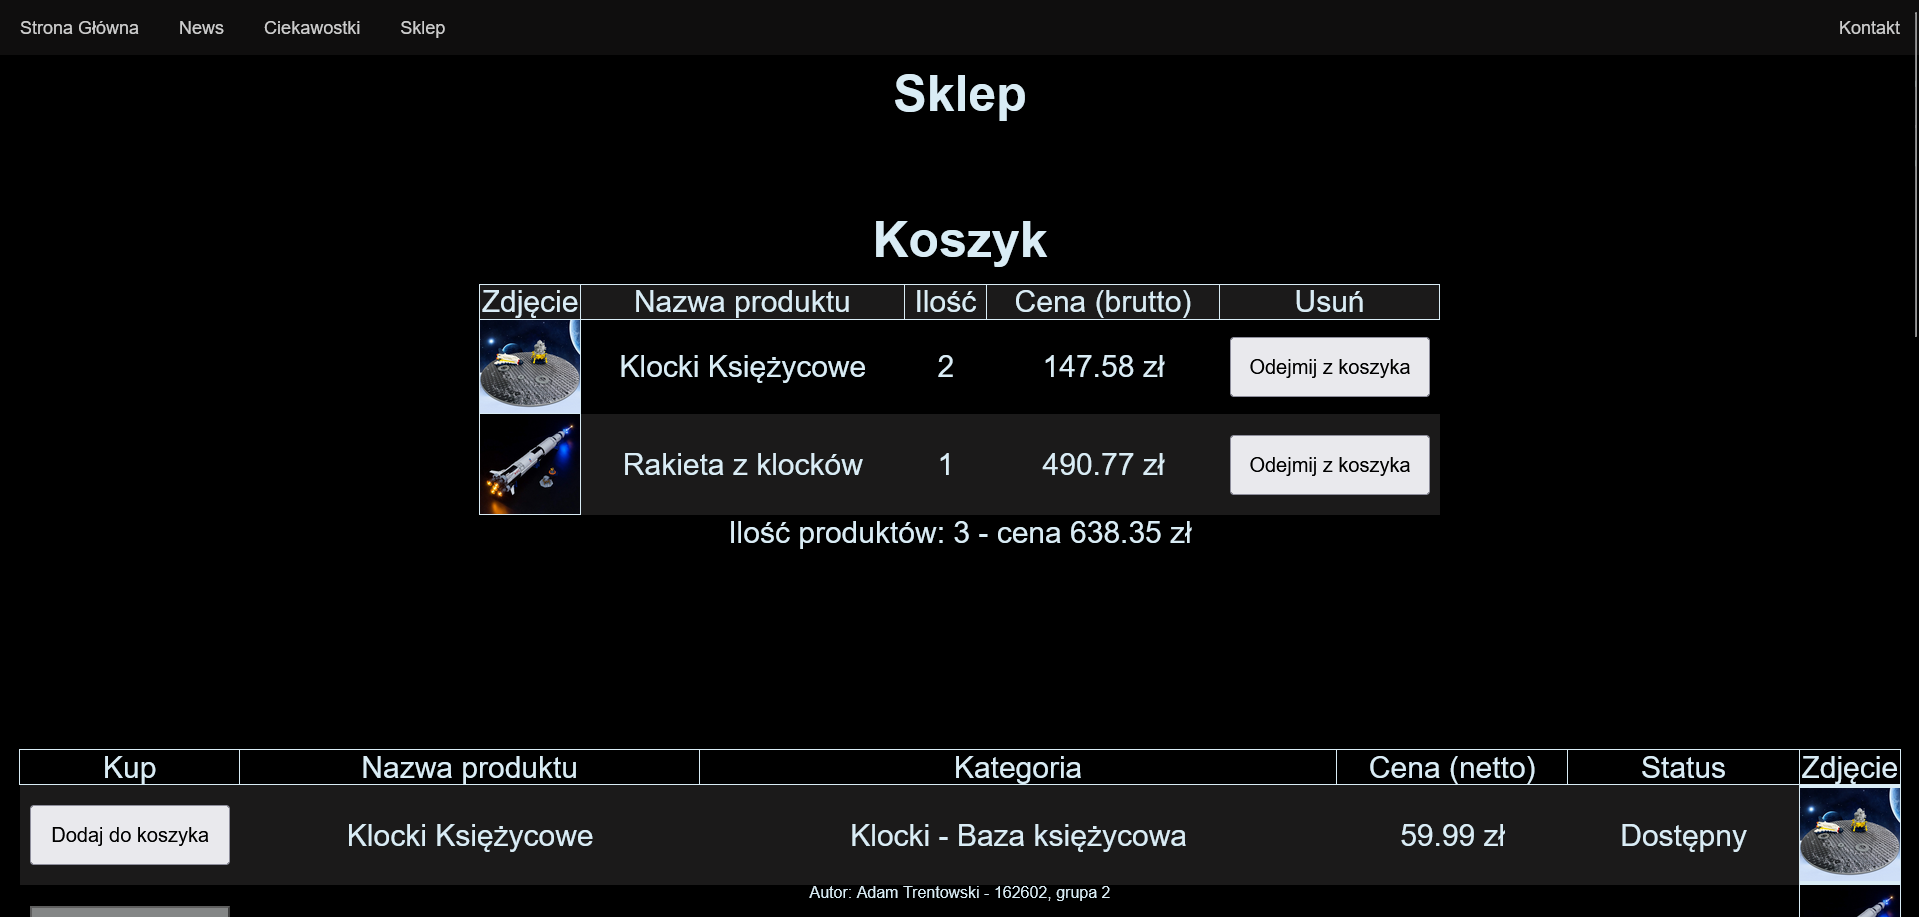 Strona Główna News Ciekawostki Sklep Kontakt
Sklep
Koszyk
Zdjęcie Nazwa produktu Ilość Cena (brutto) Usuń
Klocki Księżycowe 2 147.58 zł Odejmij z koszyka
Rakieta z klocków 1 490.77 zł Odejmij z koszyka
Ilość produktów: 3 - cena 638.35 zł
Kup Nazwa produktu Kategoria Cena (netto) Status Zdjęcie
Dodaj do koszyka Klocki Księżycowe Klocki - Baza księżycowa 59.99 zł Dostępny
Autor: Adam Trentowski - 162602, grupa 2